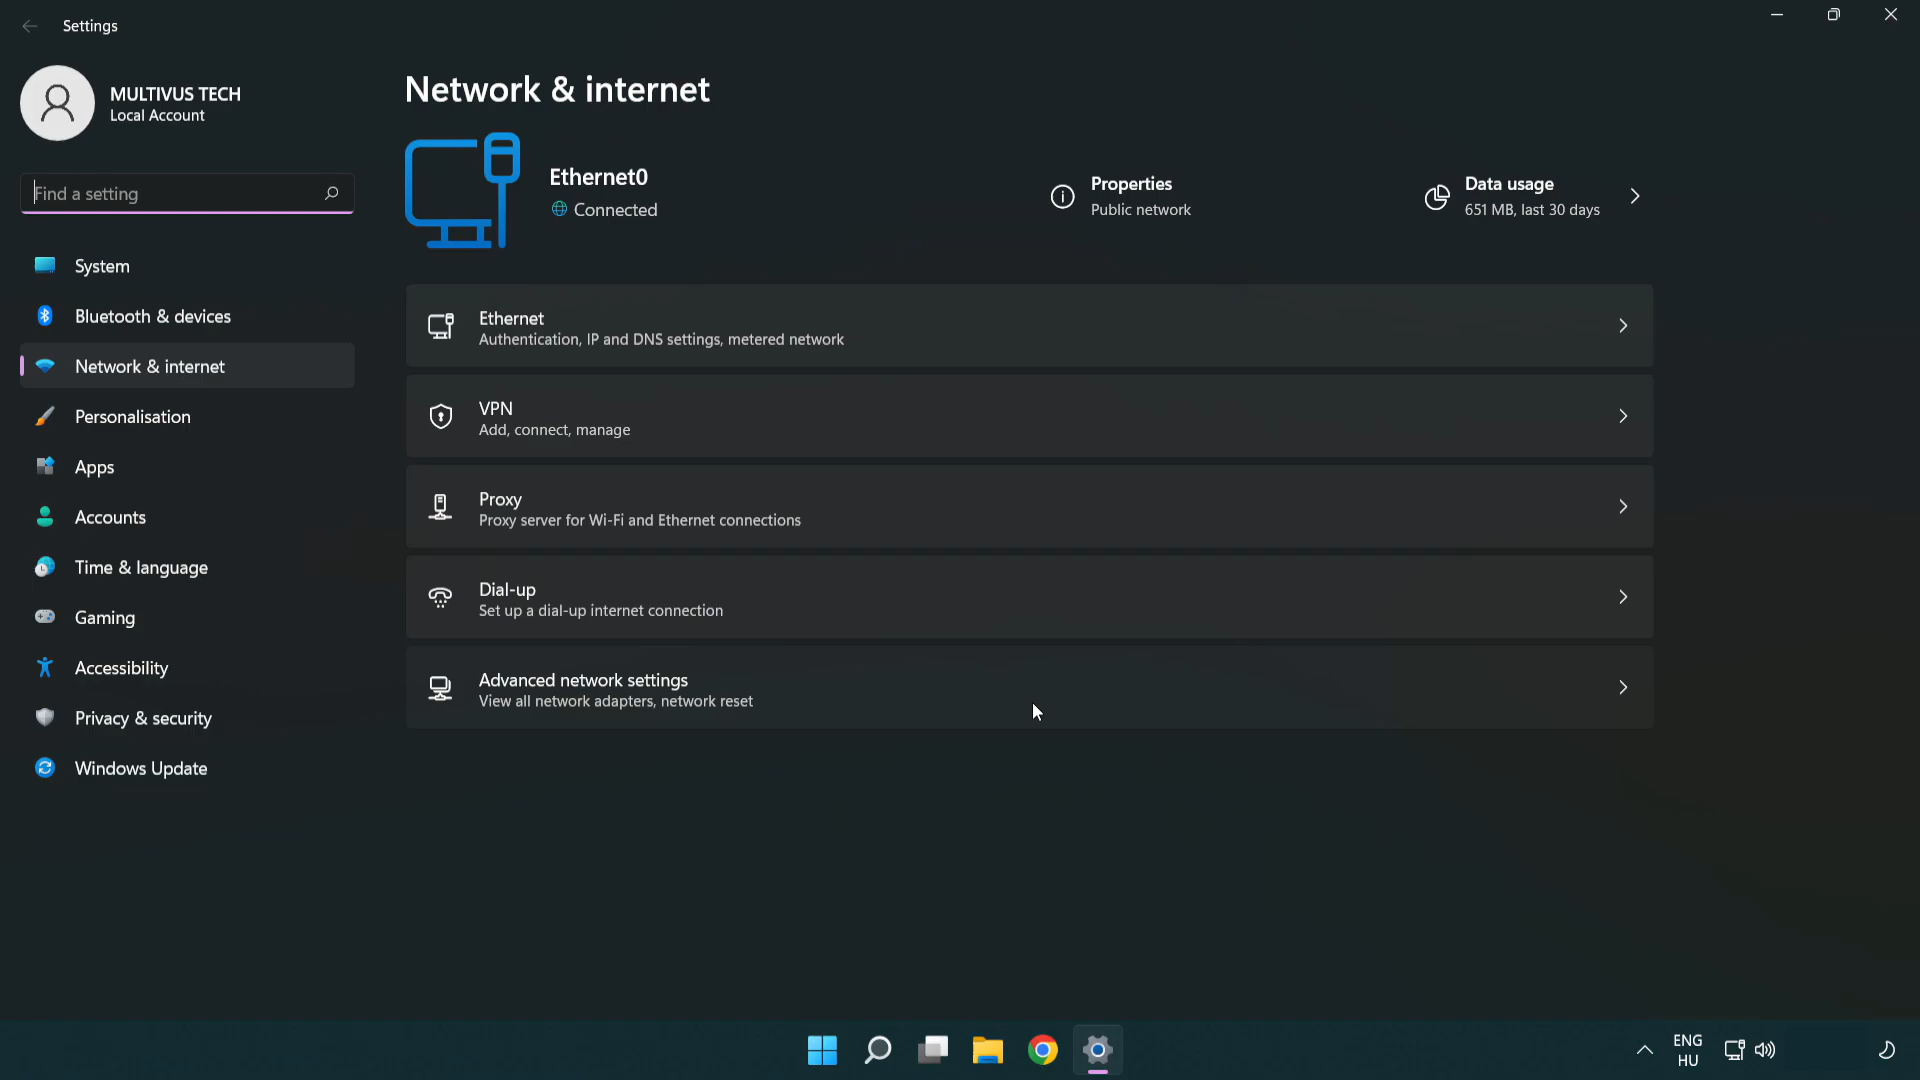 Settings
MULTIVUS TECH
Local Account
Find a setting
System
Bluetooth & devices
Network & internet
Personalisation
Apps
Accounts
Time & language
Gaming
Accessibility
Privacy & security
Windows Update
Network & internet
Ethernet0
Connected
Properties
Public network
Data usage
651 MB, last 30 days
Ethernet
Authentication, IP and DNS settings, metered network
VPN
Add, connect, manage
Proxy
Proxy server for Wi-Fi and Ethernet connections
Dial-up
Set up a dial-up internet connection
Advanced network settings
View all network adapters, network reset
ENG
HU